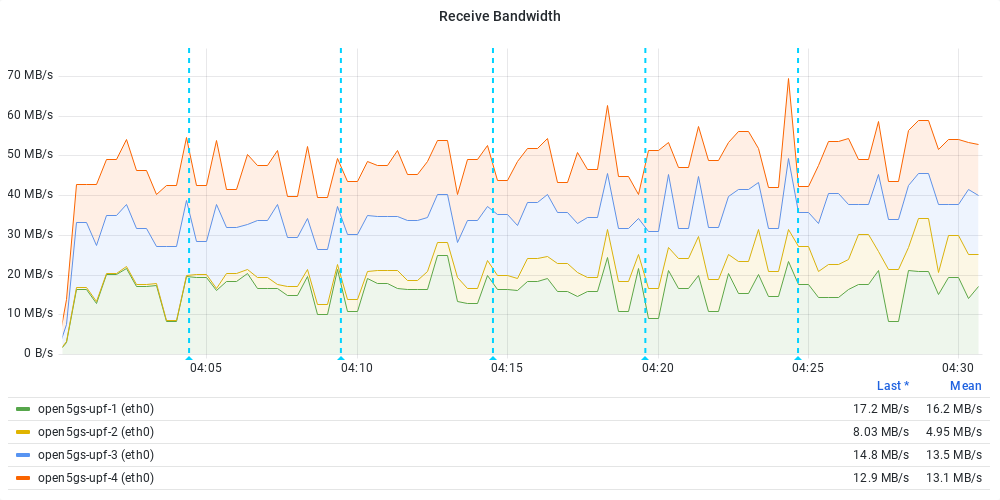 Receive Bandwidth
70 MB/s
60 MB/s
50 MB/s
40 MB/s
30 MB/s
20 MB/s
10 MB/s
0 B/s
04:05 04:10 04:15 04:20 04:25 04:30
Last * Mean
open5gs-upf-1 (eth0) 17.2 MB/s 16.2 MB/s
open5gs-upf-2 (eth0) 8.03 MB/s 4.95 MB/s
open5gs-upf-3 (eth0) 14.8 MB/s 13.5 MB/s
open5gs-upf-4 (eth0) 12.9 MB/s 13.1 MB/s